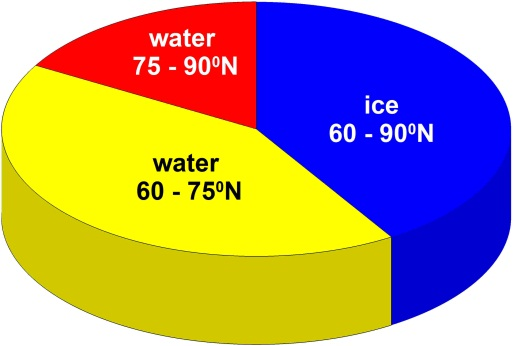 water
75 - 90⁰N
ice
60 - 90⁰N
water
60 - 75⁰N